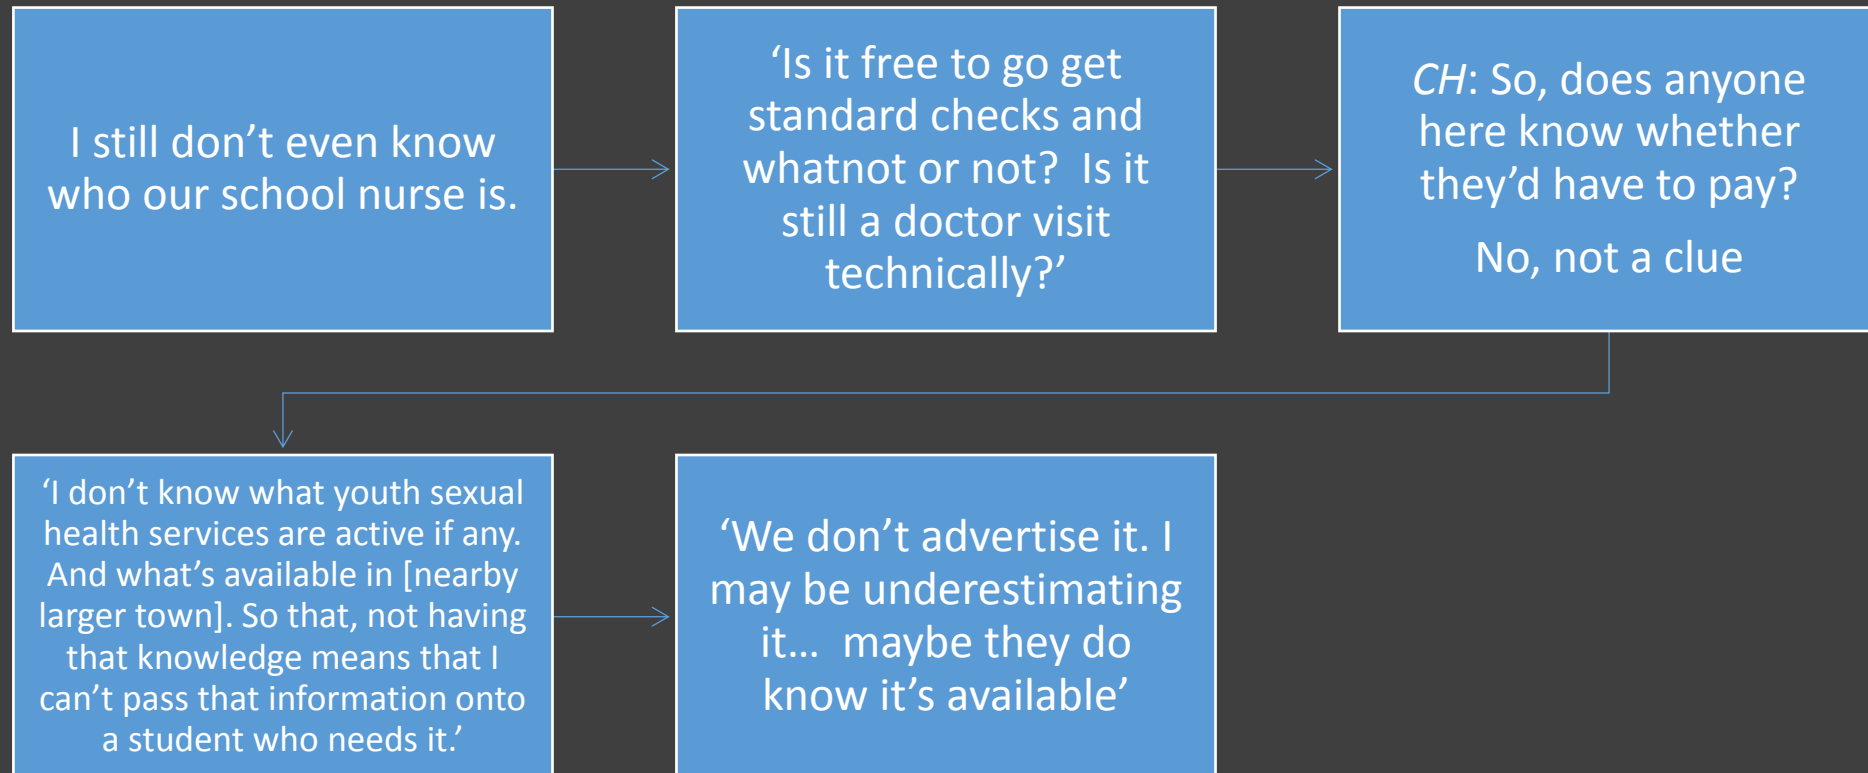 I still don’t even know
who our school nurse is.
‘Is it free to go get
standard checks and
whatnot or not?  Is it
still a doctor visit
technically?’
CH: So, does anyone
here know whether
they’d have to pay?
No, not a clue
‘I don’t know what youth sexual
health services are active if any.
And what’s available in [nearby
larger town]. So that, not having
that knowledge means that I
can’t pass that information onto
a student who needs it.’
‘We don’t advertise it. I
may be underestimating
it…  maybe they do
know it’s available’